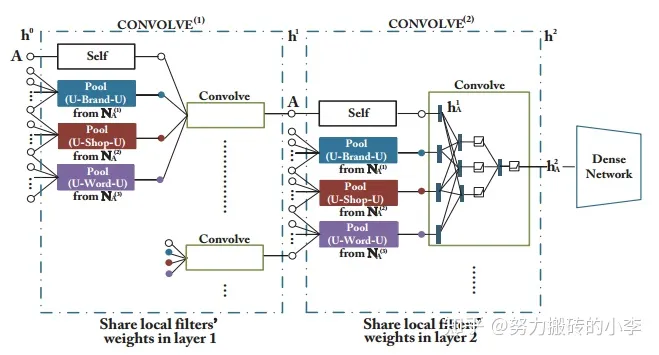 CONVOLVE(1)
CONVOLVE(2)
h⁰
h¹
h²
A
Self
Pool
(U-Brand-U)
from N_A^(1)
Pool
(U-Shop-U)
from N_A^(2)
Pool
(U-Word-U)
from N_A^(3)
Convolve
Convolve
A
Self
Pool
(U-Brand-U)
from N_A^(1)
Pool
(U-Shop-U)
from N_A^(2)
Pool
(U-Word-U)
from N_A^(3)
Convolve
h_A^1
h_A^2
Dense
Network
Share local filters'
weights in layer 1
Share local filters'
weights in layer 2
知乎 @努力搬砖的小李